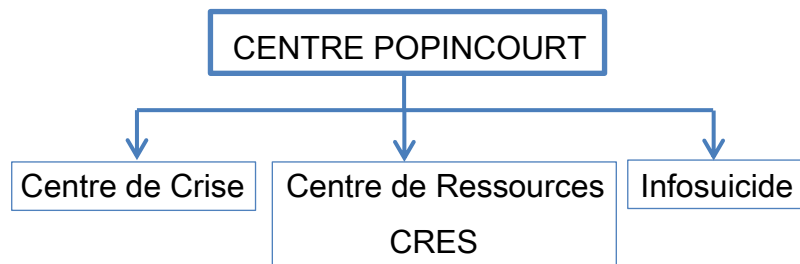 CENTRE POPINCOURT
Centre de Crise
Centre de Ressources
CRES
Infosuicide